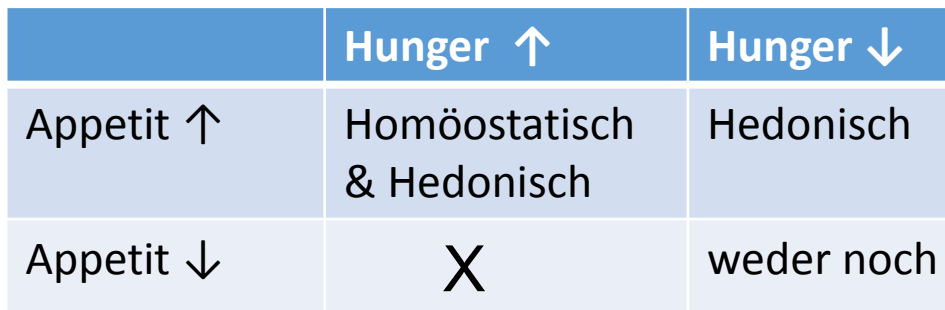 Hunger ↑ Hunger ↓
Appetit ↑ Homöostatisch Hedonisch
& Hedonisch
Appetit ↓ X weder noch